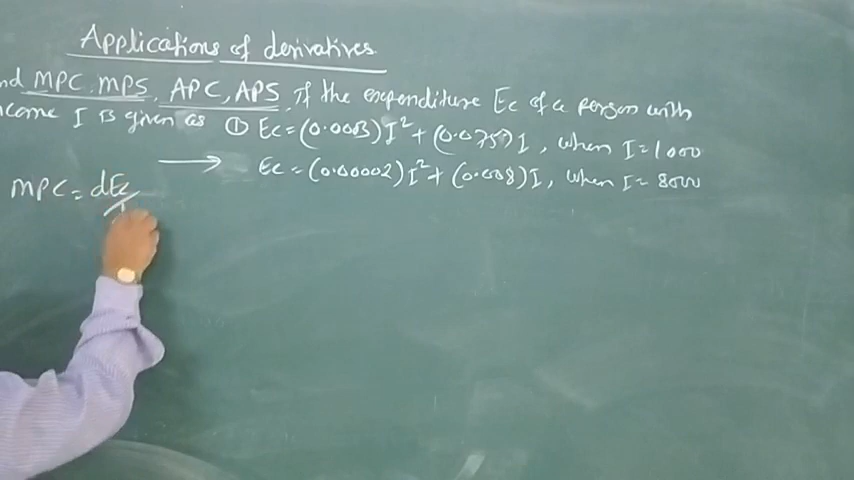 Applications of derivatives
nd MPC, MPS, APC, APS, if the expenditure Ec of a person with
ncome I is given as ① Ec = (0.0003)I² + (0.075)I, when I = 1000
→ Ec = (0.00002)I² + (0.008)I, when I = 8000
MPC = dEc/